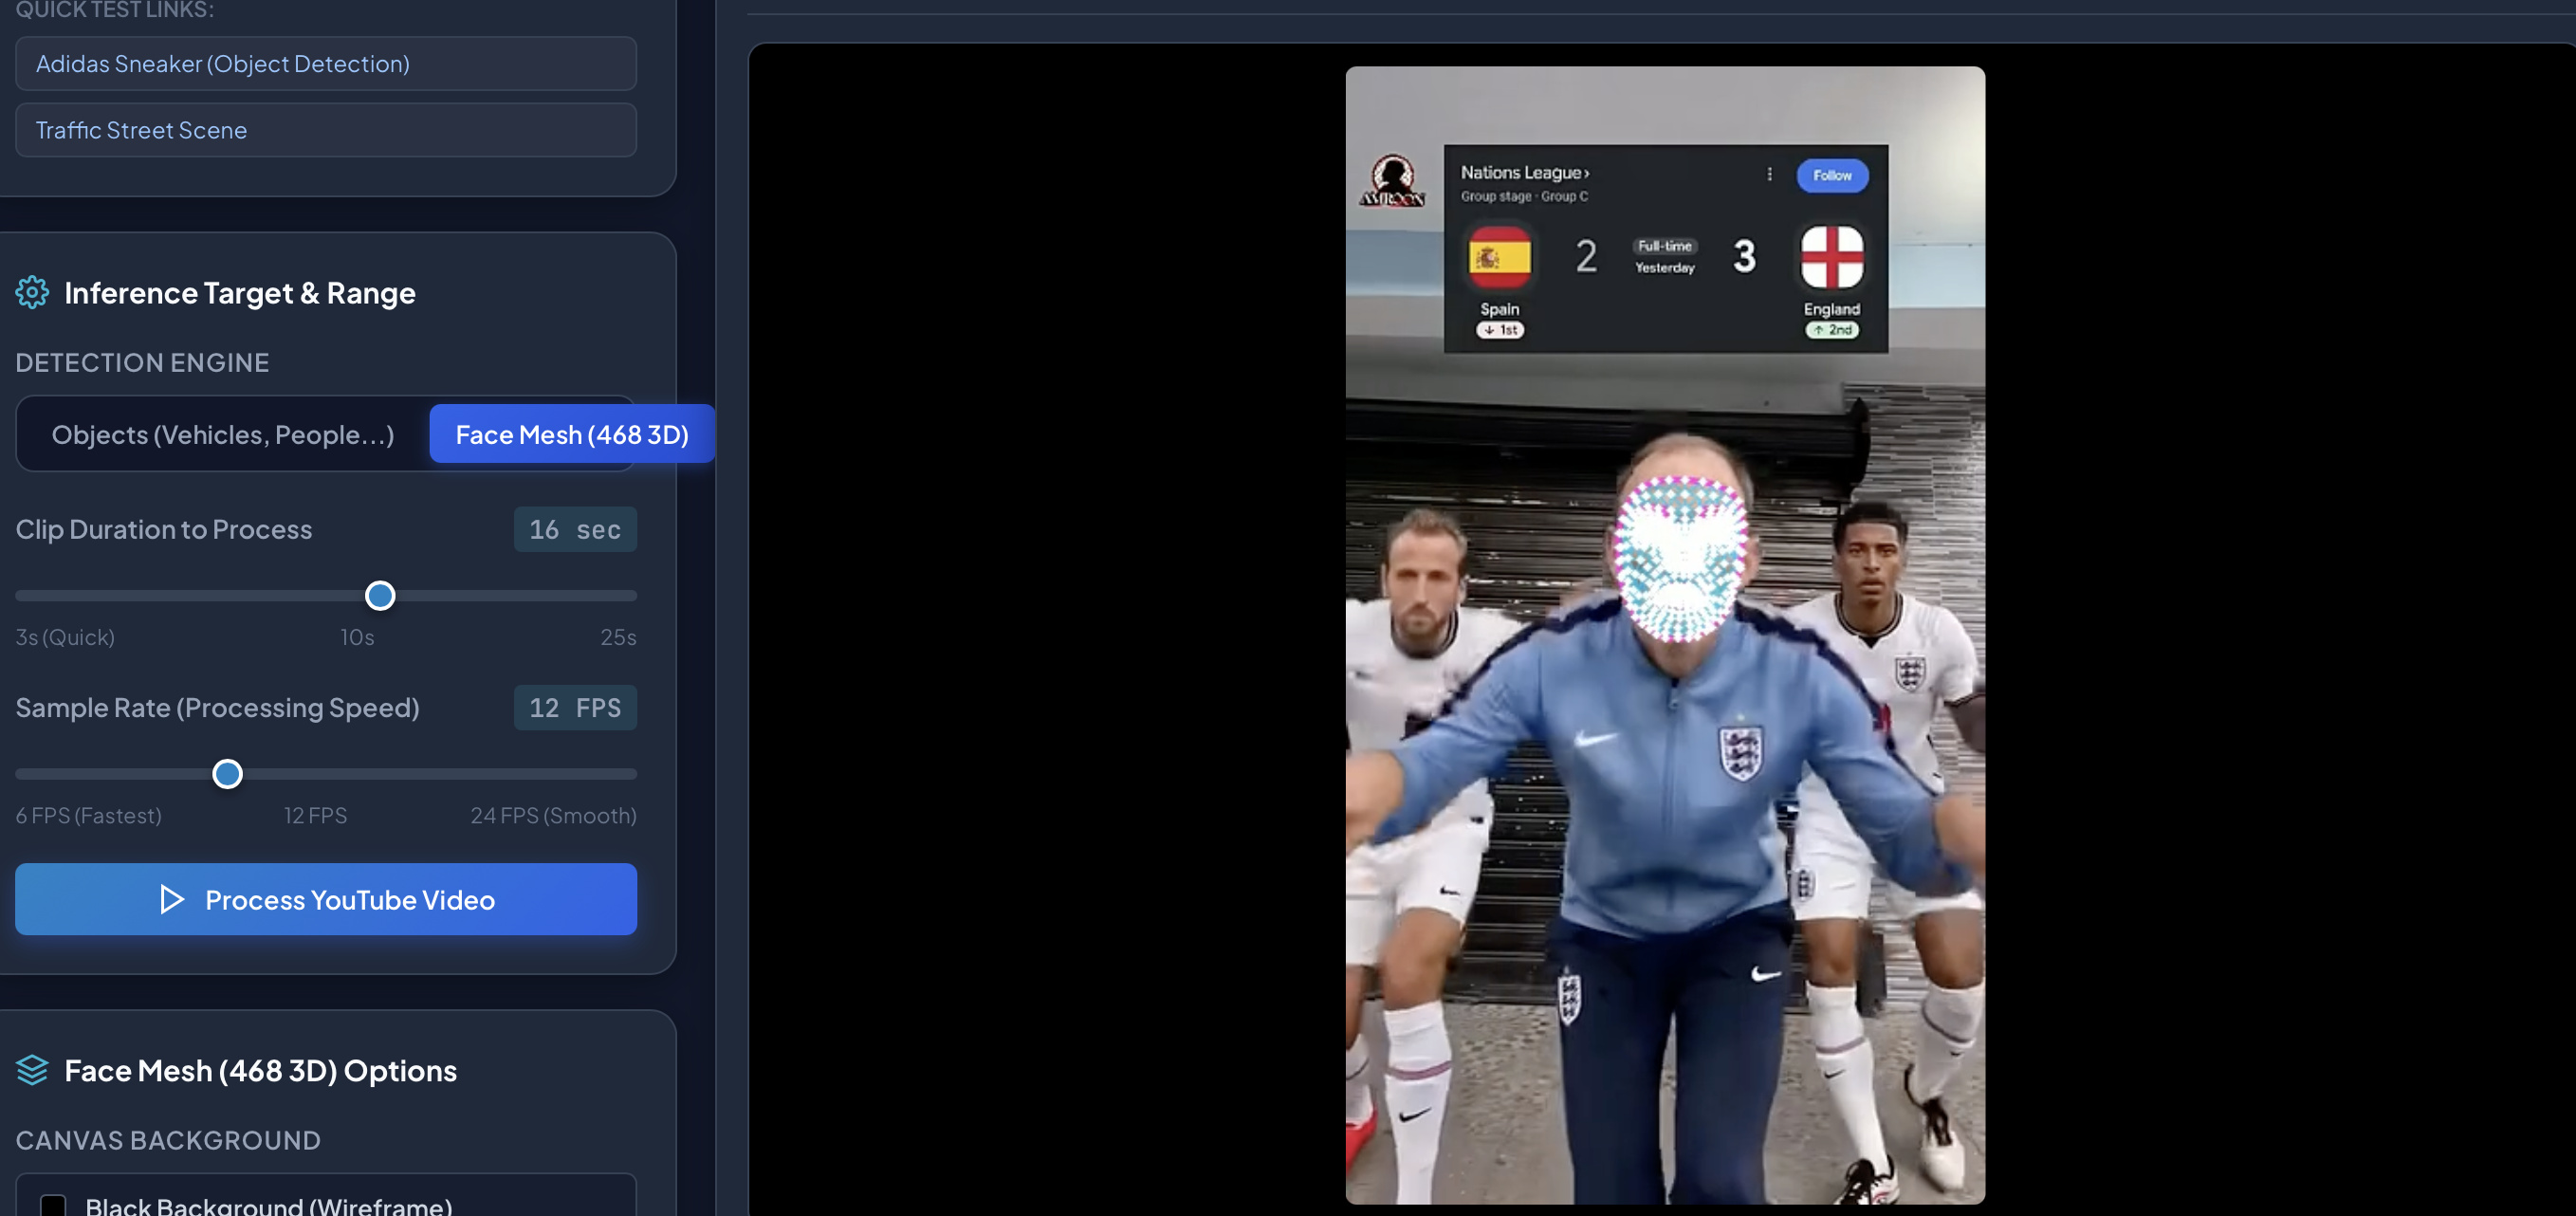 QUICK TEST LINKS:
Adidas Sneaker (Object Detection)
Traffic Street Scene
Inference Target & Range
DETECTION ENGINE
Objects (Vehicles, People...)
Face Mesh (468 3D)
Clip Duration to Process
16 sec
3s (Quick)
10s
25s
Sample Rate (Processing Speed)
12 FPS
6 FPS (Fastest)
12 FPS
24 FPS (Smooth)
Process YouTube Video
Face Mesh (468 3D) Options
CANVAS BACKGROUND
Black Background (Wireframe)
AMROON
Nations League ›
Follow
Group stage · Group C
2
Full-time
Yesterday
3
Spain
England
↓ 1st
↑ 2nd